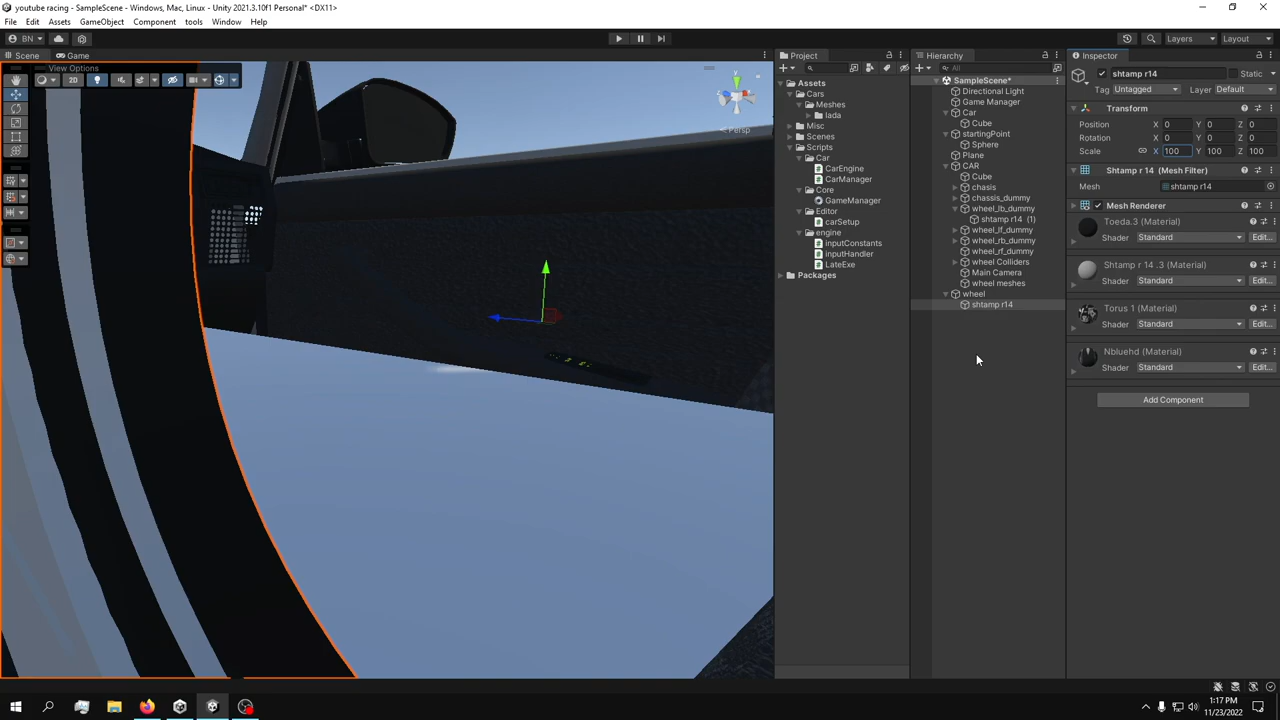 youtube racing - SampleScene - Windows, Mac, Linux - Unity 2021.3.10f1 Personal* <DX11>
File Edit Assets GameObject Component tools Window Help
BN Layers Layout
Scene Game
View Options
2D
y
Persp
Project
Assets
Cars
Meshes
lada
Misc
Scenes
Scripts
Car
CarEngine
CarManager
Core
GameManager
Editor
carSetup
engine
inputConstants
inputHandler
LateExe
Packages
Hierarchy
All
SampleScene*
Directional Light
Game Manager
Car
Cube
startingPoint
Sphere
Plane
CAR
Cube
chasis
chassis_dummy
wheel_lb_dummy
shtamp r14 (1)
wheel_lf_dummy
wheel_rb_dummy
wheel_rf_dummy
wheel Colliders
Main Camera
wheel meshes
wheel
shtamp r14
Inspector
shtamp r14 Static
Tag Untagged Layer Default
Transform
Position X 0 Y 0 Z 0
Rotation X 0 Y 0 Z 0
Scale X 100 Y 100 Z 100
Shtamp r 14 (Mesh Filter)
Mesh shtamp r14
Mesh Renderer
Toeda.3 (Material)
Shader Standard Edit...
Shtamp r 14 .3 (Material)
Shader Standard Edit...
Torus 1 (Material)
Shader Standard Edit...
Nbluehd (Material)
Shader Standard Edit...
Add Component
1:17 PM
11/23/2022